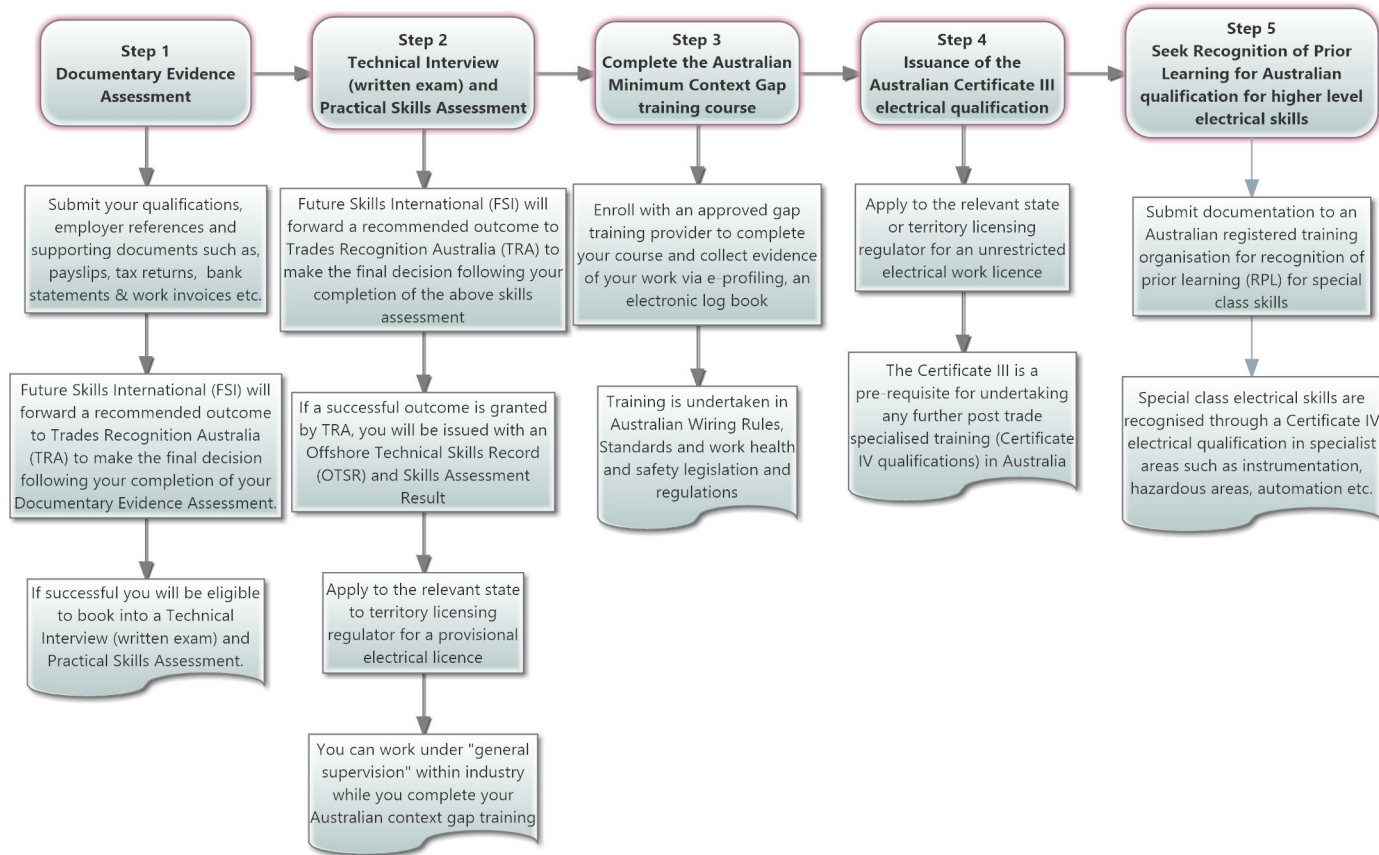 Step 1
Documentary Evidence
Assessment
Submit your qualifications,
employer references and
supporting documents such as,
payslips, tax returns, bank
statements & work invoices etc.
Future Skills International (FSI) will
forward a recommended outcome
to Trades Recognition Australia
(TRA) to make the final decision
following your completion of your
Documentary Evidence Assessment.
If successful you will be eligible
to book into a Technical
Interview (written exam) and
Practical Skills Assessment.
Step 2
Technical Interview
(written exam) and
Practical Skills Assessment
Future Skills International (FSI) will
forward a recommended outcome to
Trades Recognition Australia (TRA) to
make the final decision following your
completion of the above skills
assessment
If a successful outcome is granted
by TRA, you will be issued with an
Offshore Technical Skills Record
(OTSR) and Skills Assessment
Result
Apply to the relevant state
to territory licensing
regulator for a provisional
electrical licence
You can work under "general
supervision" within industry
while you complete your
Australian context gap training
Step 3
Complete the Australian
Minimum Context Gap
training course
Enroll with an approved gap
training provider to complete
your course and collect evidence
of your work via e-profiling, an
electronic log book
Training is undertaken in
Australian Wiring Rules,
Standards and work health
and safety legislation and
regulations
Step 4
Issuance of the
Australian Certificate III
electrical qualification
Apply to the relevant state
or territory licensing
regulator for an unrestricted
electrical work licence
The Certificate III is a
pre-requisite for undertaking
any further post trade
specialised training (Certificate
IV qualifications) in Australia
Step 5
Seek Recognition of Prior
Learning for Australian
qualification for higher level
electrical skills
Submit documentation to an
Australian registered training
organisation for recognition of
prior learning (RPL) for special
class skills
Special class electrical skills are
recognised through a Certificate IV
electrical qualification in specialist
areas such as instrumentation,
hazardous areas, automation etc.